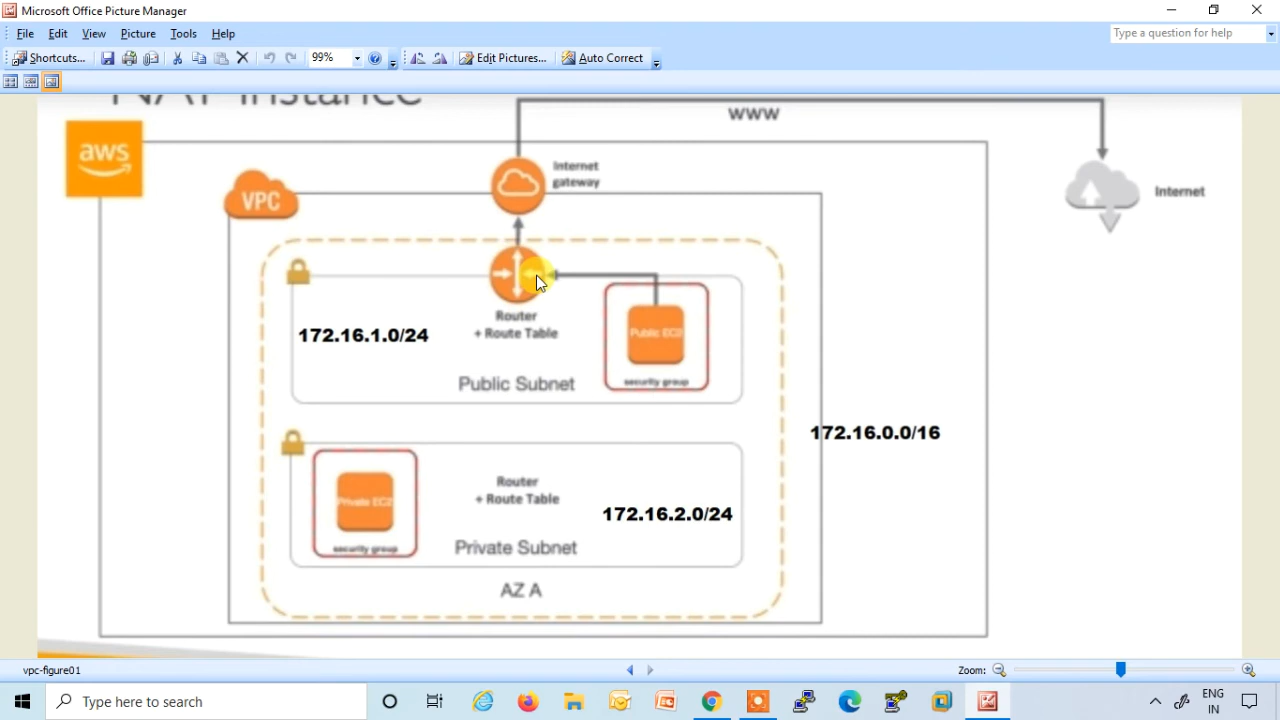 Microsoft Office Picture Manager
File Edit View Picture Tools Help
Type a question for help
Shortcuts... 99% Edit Pictures... Auto Correct
NAT Instance
www
aws
Internet gateway
VPC
Internet
Router
+ Route Table
172.16.1.0/24
Public EC2
security group
Public Subnet
172.16.0.0/16
Router
+ Route Table
Private EC2
172.16.2.0/24
security group
Private Subnet
AZ A
vpc-figure01
Zoom:
Type here to search
ENG
IN